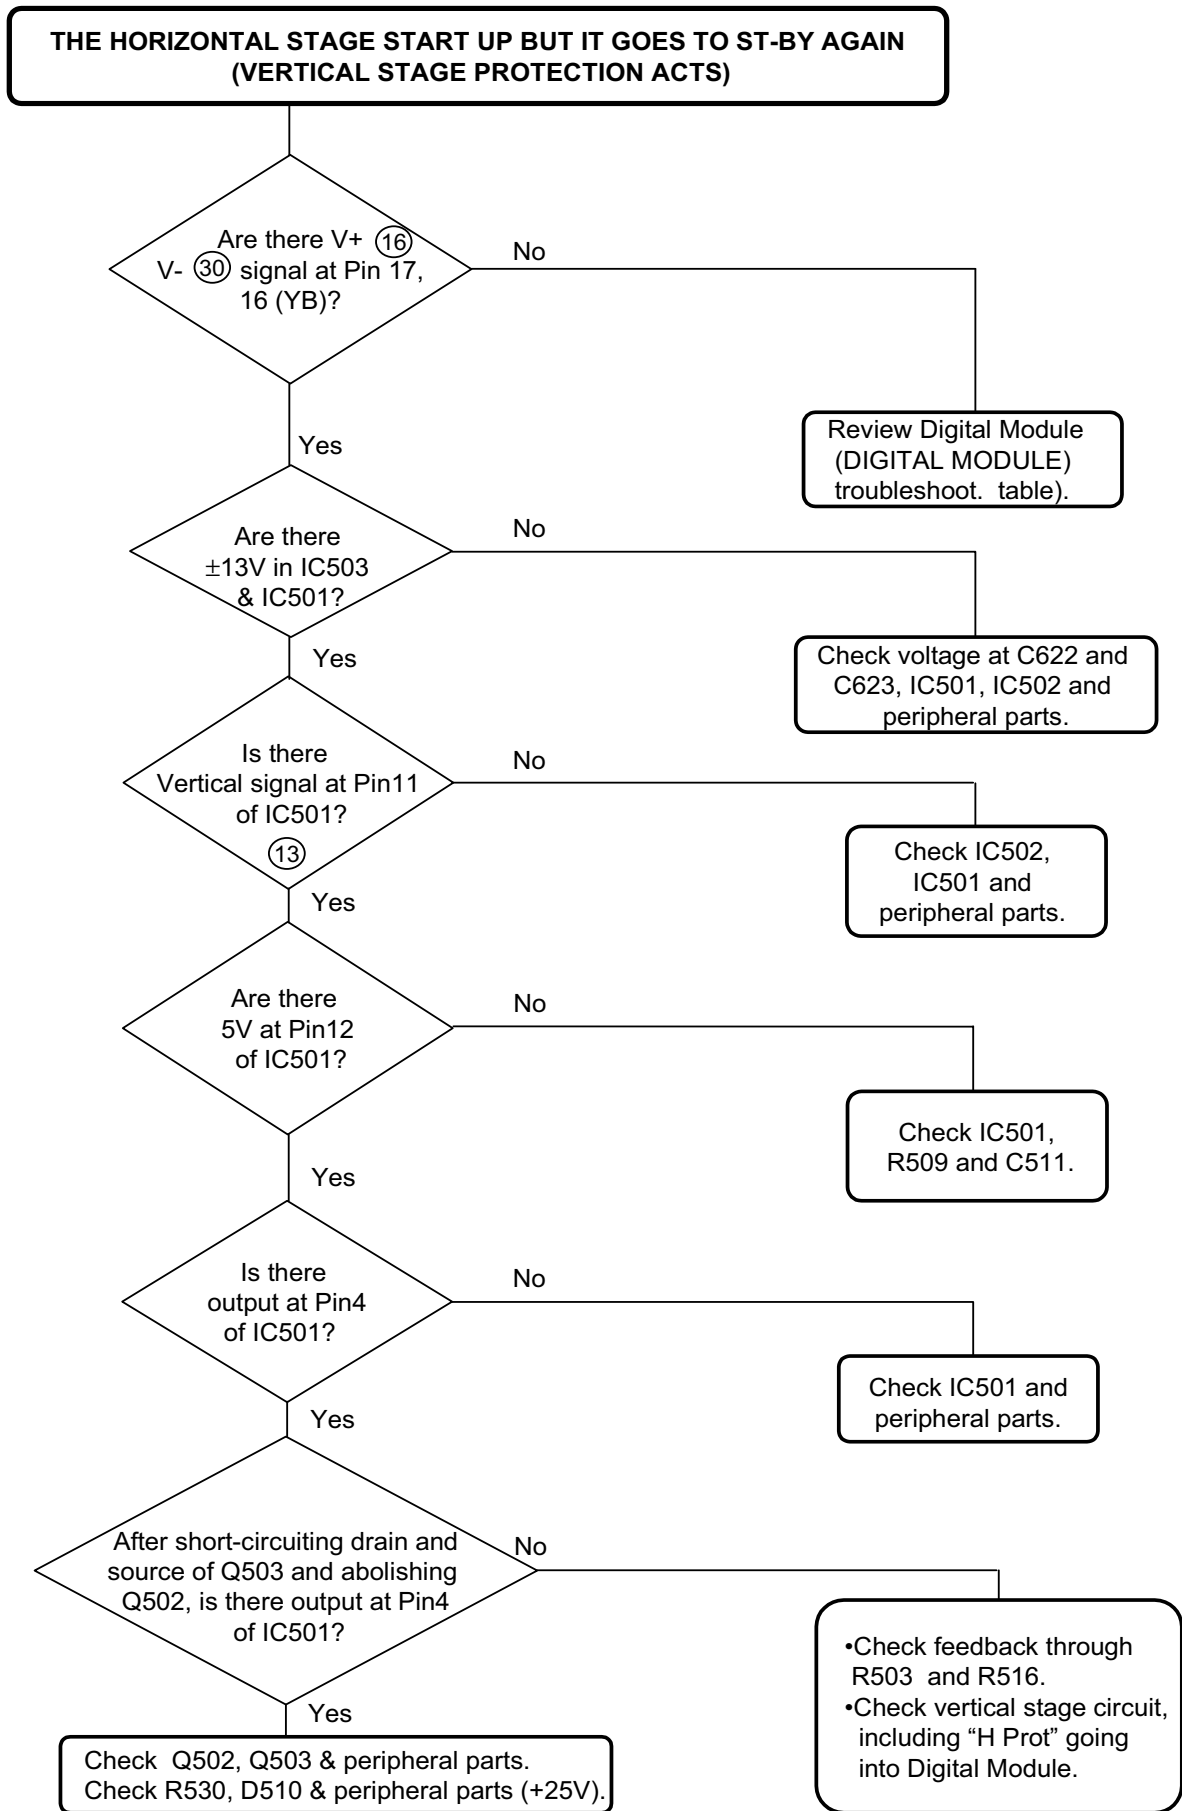 THE HORIZONTAL STAGE START UP BUT IT GOES TO ST-BY AGAIN
(VERTICAL STAGE PROTECTION ACTS)
Are there V+ 16
V- 30 signal at Pin 17,
16 (YB)?
No
Yes
Review Digital Module
(DIGITAL MODULE)
troubleshoot. table).
Are there
±13V in IC503
& IC501?
No
Yes
Check voltage at C622 and
C623, IC501, IC502 and
peripheral parts.
Is there
Vertical signal at Pin11
of IC501?
13
No
Yes
Check IC502,
IC501 and
peripheral parts.
Are there
5V at Pin12
of IC501?
No
Yes
Check IC501,
R509 and C511.
Is there
output at Pin4
of IC501?
No
Yes
Check IC501 and
peripheral parts.
After short-circuiting drain and
source of Q503 and abolishing
Q502, is there output at Pin4
of IC501?
No
Yes
•Check feedback through
R503 and R516.
•Check vertical stage circuit,
including “H Prot” going
into Digital Module.
Check Q502, Q503 & peripheral parts.
Check R530, D510 & peripheral parts (+25V).